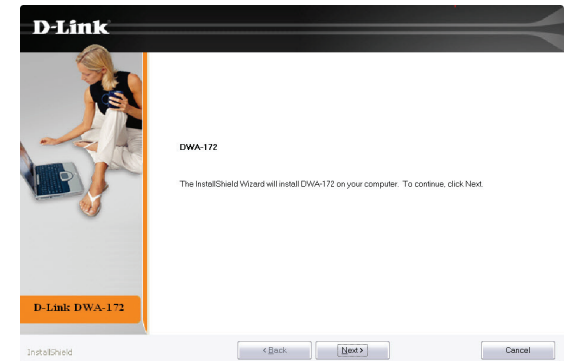 D-Link
DWA-172
The InstallShield Wizard will install DWA-172 on your computer. To continue, click Next.
D-Link DWA-172
InstallShield
< Back
Next >
Cancel